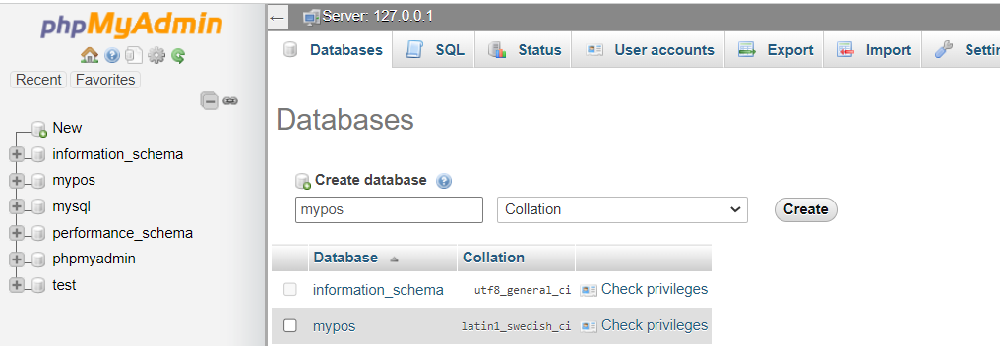 phpMyAdmin
Recent Favorites
New
information_schema
mypos
mysql
performance_schema
phpmyadmin
test
Server: 127.0.0.1
Databases SQL Status User accounts Export Import
Databases
Create database
mypos Collation Create
Database Collation
information_schema utf8_general_ci Check privileges
mypos latin1_swedish_ci Check privileges